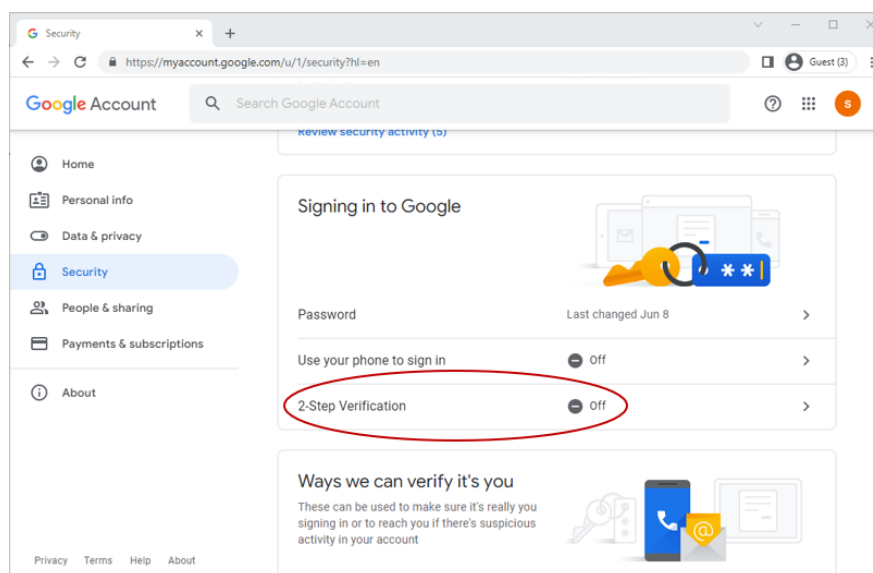 Security
https://myaccount.google.com/u/1/security?hl=en
Guest (3)
Google Account
Search Google Account
s
Review security activity (5)
Home
Personal info
Data & privacy
Security
People & sharing
Payments & subscriptions
About
Signing in to Google
**
Password
Last changed Jun 8
Use your phone to sign in
Off
2-Step Verification
Off
Ways we can verify it's you
These can be used to make sure it's really you
signing in or to reach you if there's suspicious
activity in your account
@
Privacy Terms Help About